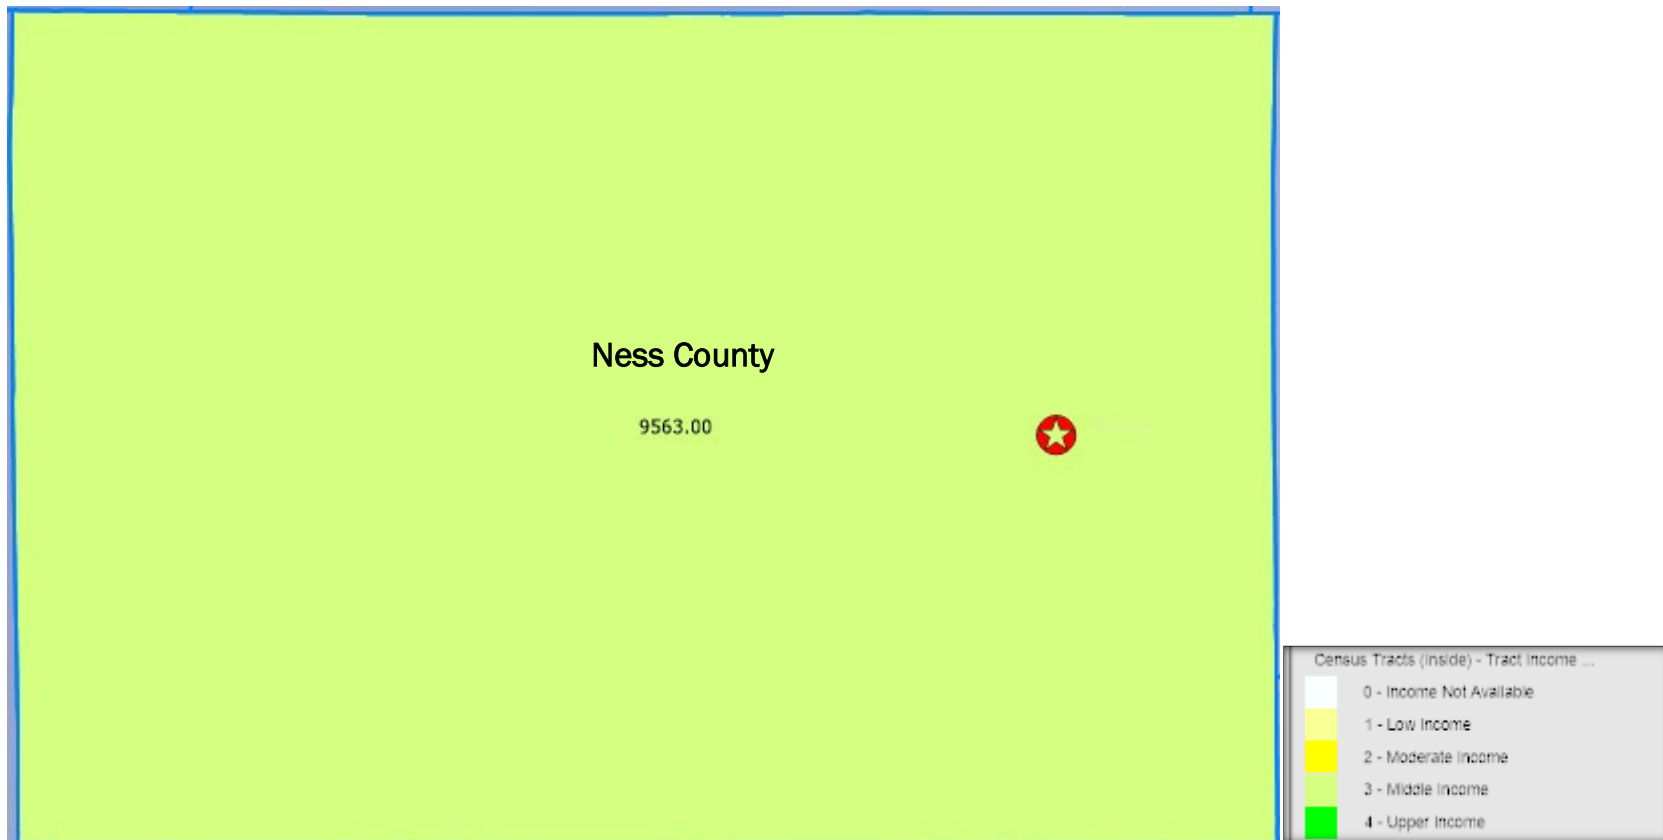 Ness County
9563.00
Census Tracts (Inside) - Tract Income ...
0 - Income Not Available
1 - Low Income
2 - Moderate Income
3 - Middle Income
4 - Upper Income